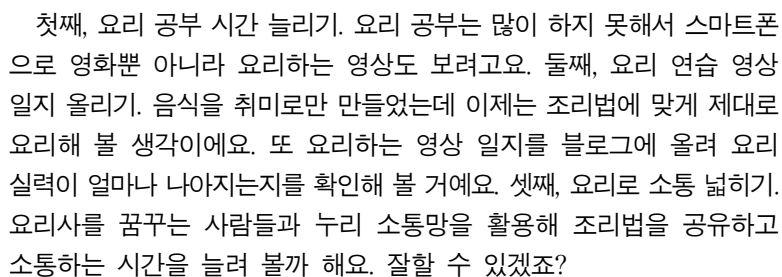 첫째, 요리 공부 시간 늘리기. 요리 공부는 많이 하지 못해서 스마트폰
으로 영화뿐 아니라 요리하는 영상도 보려고요. 둘째, 요리 연습 영상
일지 올리기. 음식을 취미로만 만들었는데 이제는 조리법에 맞게 제대로
요리해 볼 생각이에요. 또 요리하는 영상 일지를 블로그에 올려 요리
실력이 얼마나 나아지는지를 확인해 볼 거예요. 셋째, 요리로 소통 넓히기.
요리사를 꿈꾸는 사람들과 누리 소통망을 활용해 조리법을 공유하고
소통하는 시간을 늘려 볼까 해요. 잘할 수 있겠죠?